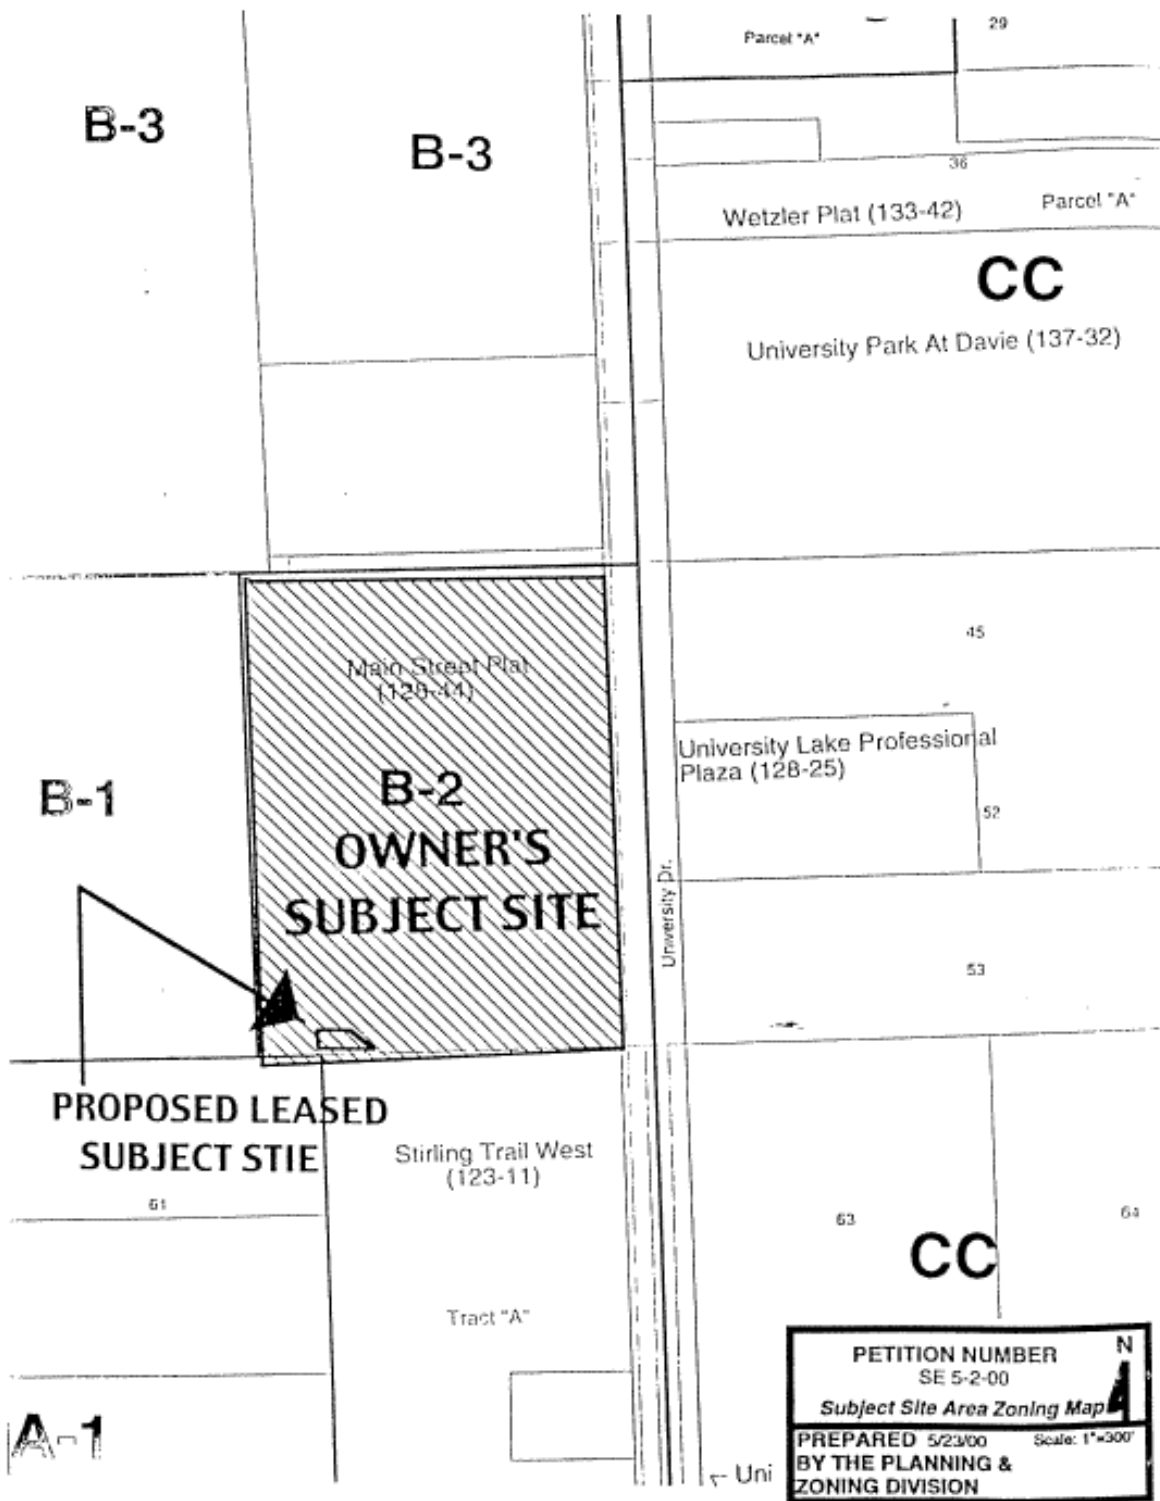 Parcel "A"
29
B-3
B-3
36
Wetzler Plat (133-42)
Parcel "A"
CC
University Park At Davie (137-32)
45
Main Street Plat
(128-44)
University Lake Professional
Plaza (128-25)
B-1
B-2
52
OWNER'S
SUBJECT SITE
University Dr.
53
PROPOSED LEASED
SUBJECT STIE
Stirling Trail West
(123-11)
61
63
64
CC
Tract "A"
A-1
Uni
PETITION NUMBER
N
SE 5-2-00
Subject Site Area Zoning Map
PREPARED 5/23/00 Scale: 1"=300'
BY THE PLANNING &
ZONING DIVISION